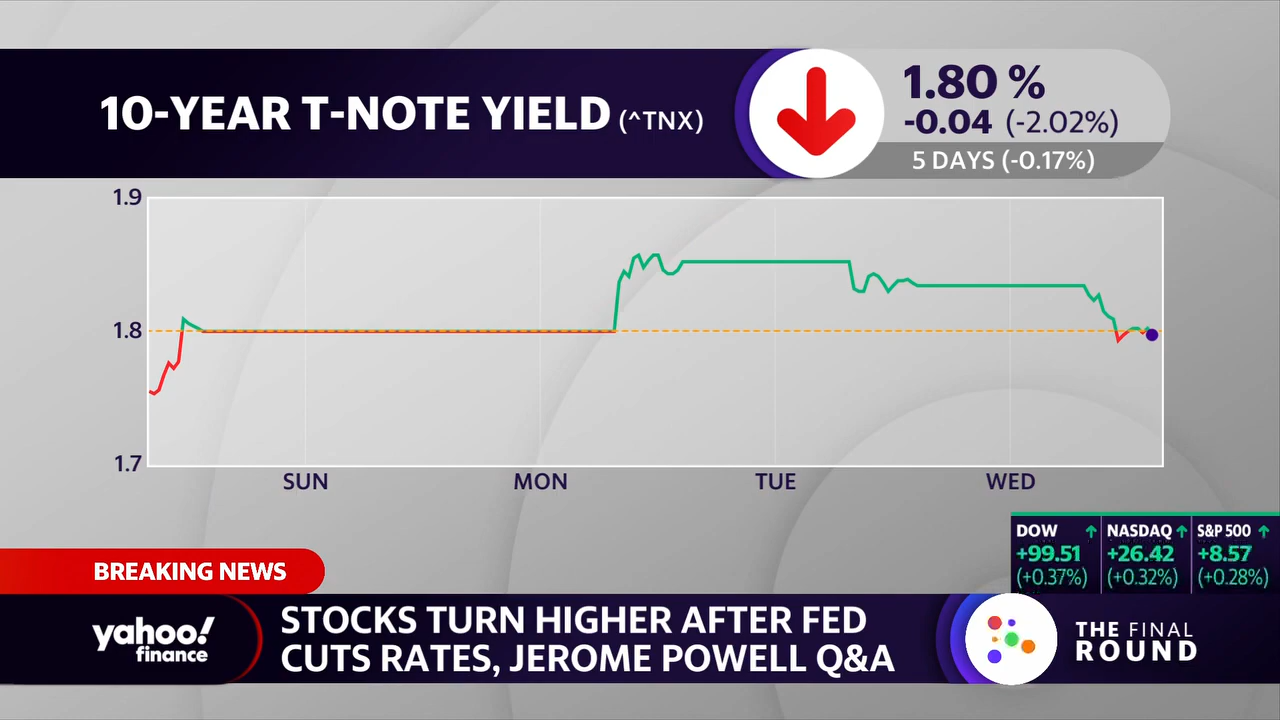 10-YEAR T-NOTE YIELD (^TNX)
1.80 %
-0.04 (-2.02%)
5 DAYS (-0.17%)
1.9
1.8
1.7
SUN MON TUE WED
DOW NASDAQ S&P 500
+99.51 +26.42 +8.57
(+0.37%) (+0.32%) (+0.28%)
BREAKING NEWS
yahoo!
finance
STOCKS TURN HIGHER AFTER FED
CUTS RATES, JEROME POWELL Q&A
THE FINAL
ROUND